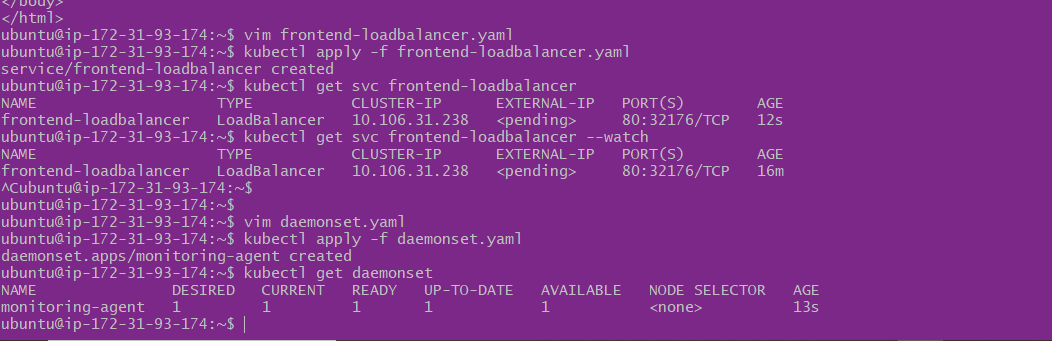 </body>
</html>
ubuntu@ip-172-31-93-174:~$ vim frontend-loadbalancer.yaml
ubuntu@ip-172-31-93-174:~$ kubectl apply -f frontend-loadbalancer.yaml
service/frontend-loadbalancer created
ubuntu@ip-172-31-93-174:~$ kubectl get svc frontend-loadbalancer
NAME                    TYPE           CLUSTER-IP      EXTERNAL-IP   PORT(S)        AGE
frontend-loadbalancer   LoadBalancer   10.106.31.238   <pending>     80:32176/TCP   12s
ubuntu@ip-172-31-93-174:~$ kubectl get svc frontend-loadbalancer --watch
NAME                    TYPE           CLUSTER-IP      EXTERNAL-IP   PORT(S)        AGE
frontend-loadbalancer   LoadBalancer   10.106.31.238   <pending>     80:32176/TCP   16m
^Cubuntu@ip-172-31-93-174:~$
ubuntu@ip-172-31-93-174:~$
ubuntu@ip-172-31-93-174:~$ vim daemonset.yaml
ubuntu@ip-172-31-93-174:~$ kubectl apply -f daemonset.yaml
daemonset.apps/monitoring-agent created
ubuntu@ip-172-31-93-174:~$ kubectl get daemonset
NAME               DESIRED   CURRENT   READY   UP-TO-DATE   AVAILABLE   NODE SELECTOR   AGE
monitoring-agent   1         1         1       1            1           <none>          13s
ubuntu@ip-172-31-93-174:~$